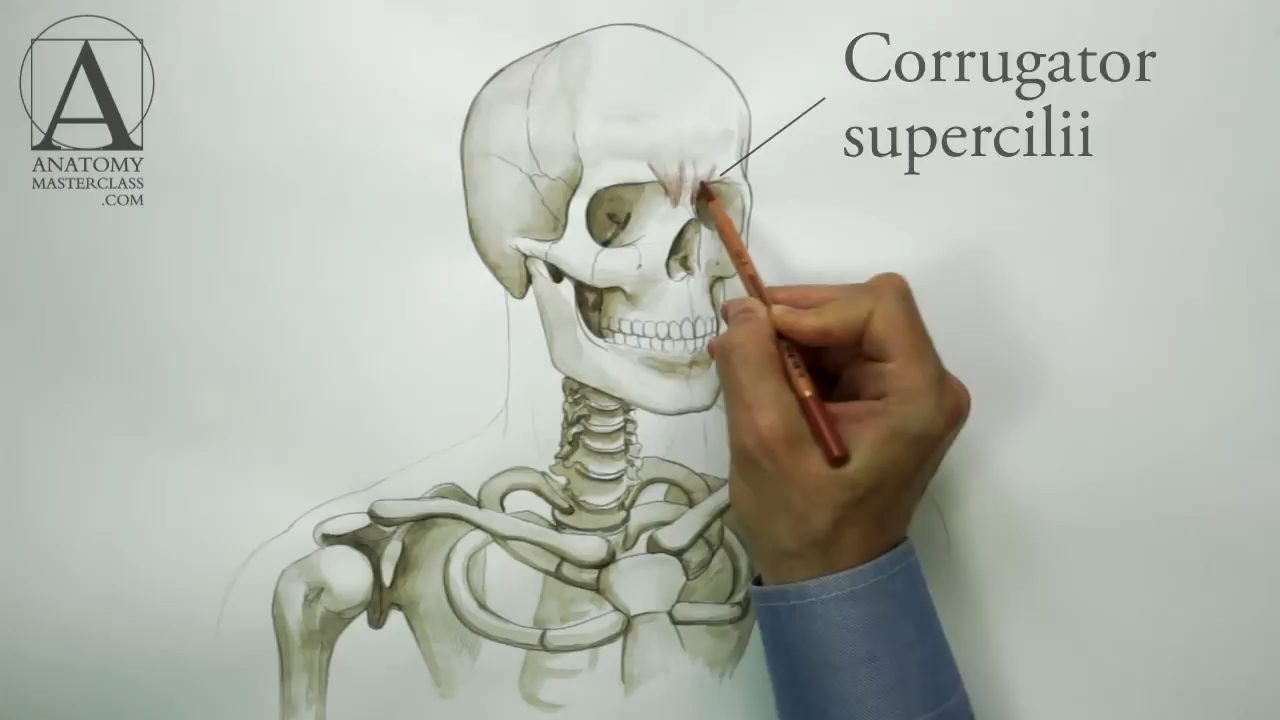 A
ANATOMY
MASTERCLASS
.COM
Corrugator
supercilii